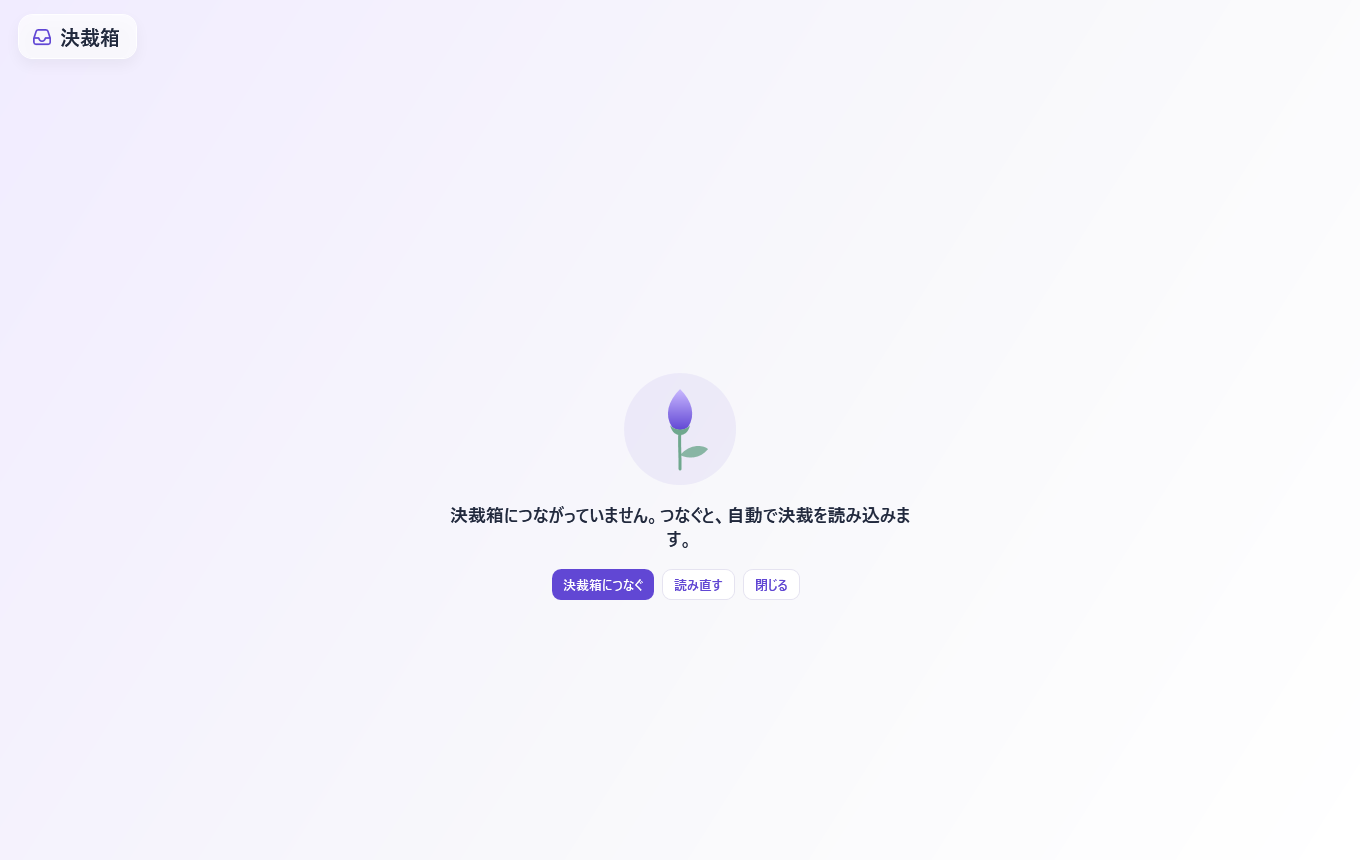 決裁箱
決裁箱につながっていません。つなぐと、自動で決裁を読み込みま
す。
決裁箱につなぐ
読み直す
閉じる